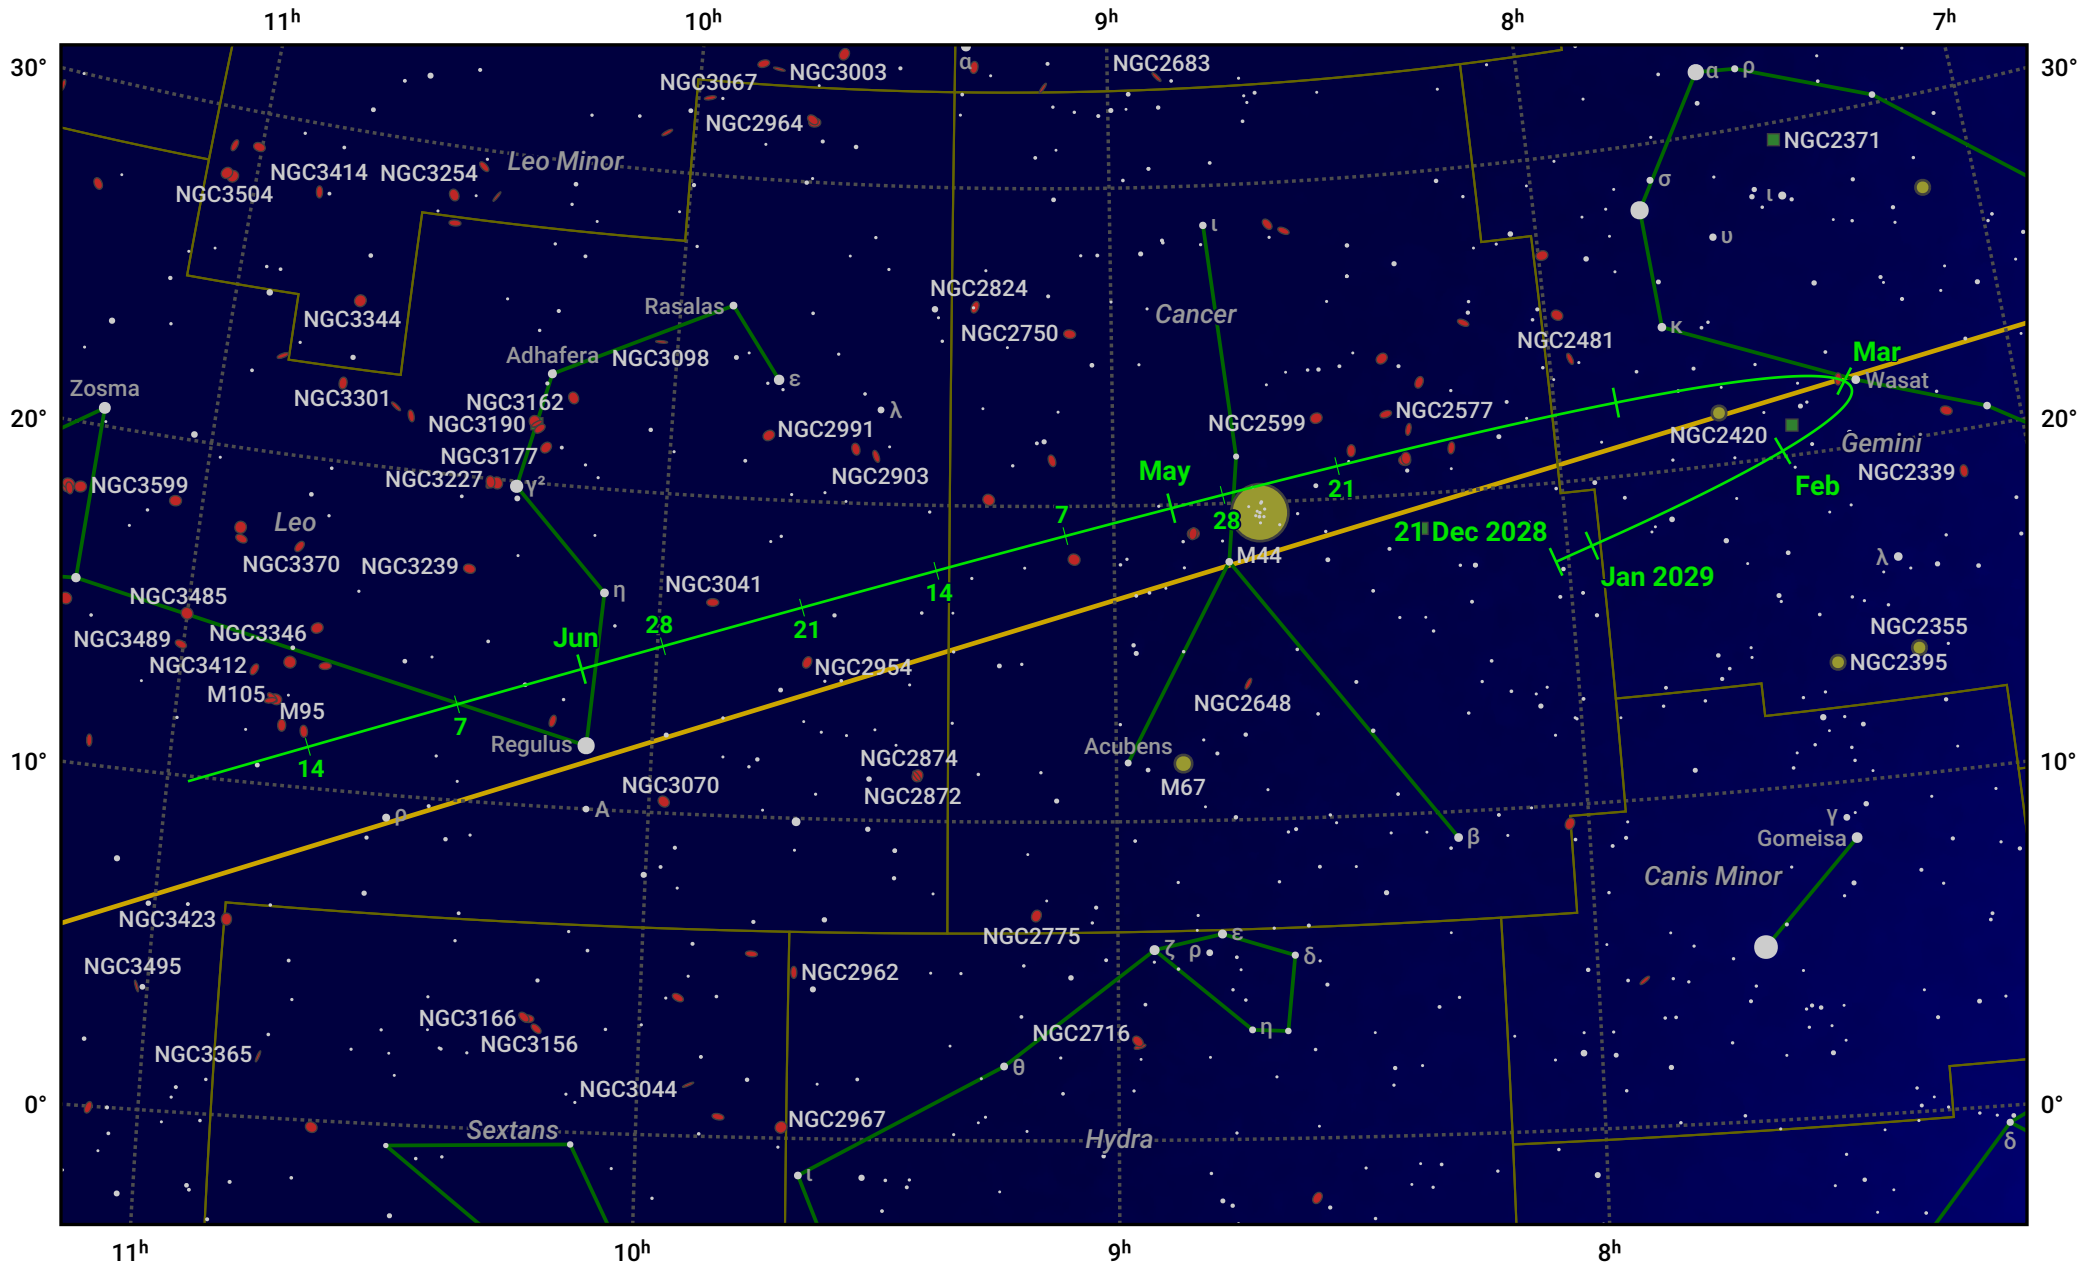 11h 10h 9h 8h 7h
30° 30°
α NGC2683
NGC3067 NGC3003 α ρ
NGC2964
NGC2371
Leo Minor
NGC3414 NGC3254
NGC3504 σ ι
ι υ
NGC2824
Rasalas Cancer
NGC3344 NGC2750 κ
NGC2481
Adhafera NGC3098 Mar
Zosma ε Wasat
NGC3301 NGC3162 λ NGC2577
20° NGC3190 NGC2991 NGC2599 NGC2420 20°
NGC3177 Gemini
NGC3227 γ² NGC2903 May NGC2339
NGC3599 21 Feb
Leo 7 28
21 Dec 2028
NGC3370 NGC3239 M44 λ
NGC3485 η NGC3041 14 Jan 2029
NGC3489 NGC3346 Jun 28 21 NGC2355
NGC3412 NGC2954 NGC2395
M105 NGC2648
M95
7 Regulus Acubens
10° 14 NGC2874 10°
NGC3070 M67
NGC2872
ρ A γ
β Gomeisa
Canis Minor
NGC3423
NGC2775 ζ ρ ε δ
NGC3495 NGC2962
NGC3166 NGC2716 η
NGC3365 NGC3156
θ
NGC3044
0° 0°
Sextans NGC2967 Hydra δ
ι
11h 10h 9h 8h